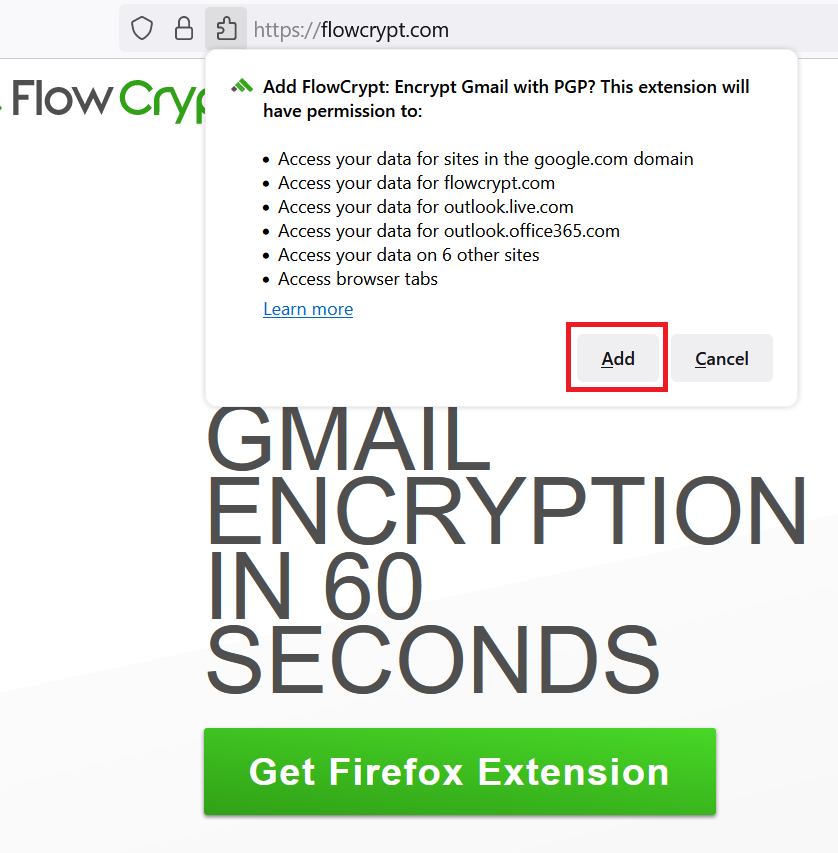 https://flowcrypt.com
Flow Cryp
Add FlowCrypt: Encrypt Gmail with PGP? This extension will
have permission to:
• Access your data for sites in the google.com domain
• Access your data for flowcrypt.com
• Access your data for outlook.live.com
• Access your data for outlook.office365.com
• Access your data on 6 other sites
• Access browser tabs
Learn more
Add Cancel
GMAIL
ENCRYPTION
IN 60
SECONDS
Get Firefox Extension